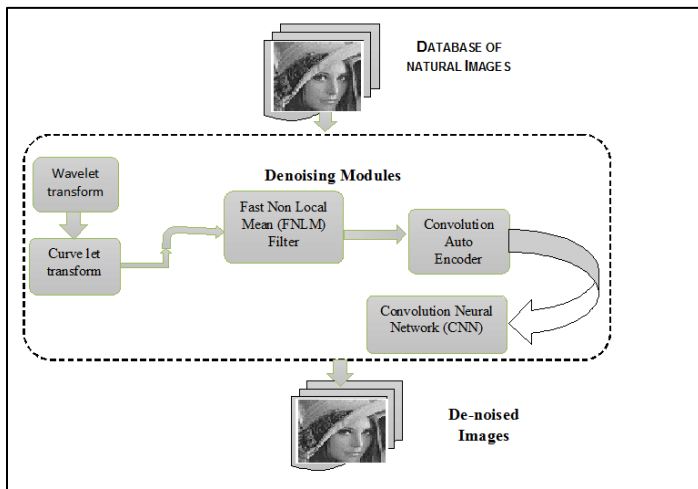 DATABASE OF
NATURAL IMAGES
Denoising Modules
Wavelet
transform
Curve let
transform
Fast Non Local
Mean (FNLM)
Filter
Convolution
Auto
Encoder
Convolution Neural
Network (CNN)
De-noised
Images